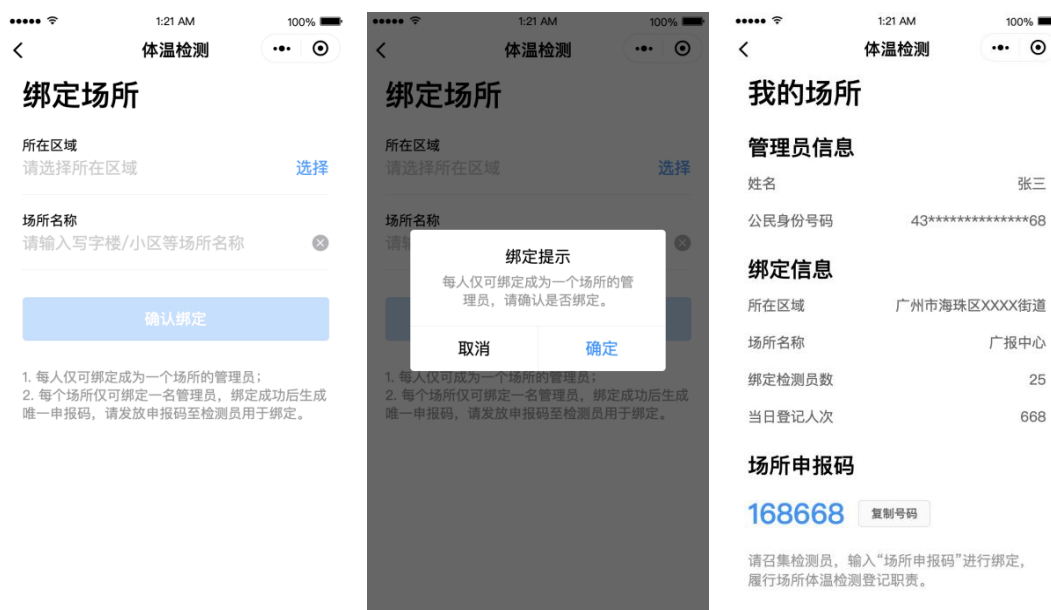 1:21 AM
100%
体温检测
绑定场所
所在区域
请选择所在区域
选择
场所名称
请输入写字楼/小区等场所名称
确认绑定
1. 每人仅可绑定成为一个场所的管理员;
2. 每个场所仅可绑定一名管理员,绑定成功后生成
唯一申报码,请发放申报码至检测员用于绑定。
1:21 AM
100%
体温检测
绑定场所
所在区域
请选择所在区域
选择
场所名称
请输
绑定提示
每人仅可绑定成为一个场所的管
理员,请确认是否绑定。
取消
确定
1. 每人仅可成为一个场所的管理员;
2. 每个场所仅可绑定一名管理员,绑定成功后生成
唯一申报码,请发放申报码至检测员用于绑定。
1:21 AM
100%
体温检测
我的场所
管理员信息
姓名 张三
公民身份号码 43**************68
绑定信息
所在区域 广州市海珠区XXXX街道
场所名称 广报中心
绑定检测员数 25
当日登记人次 668
场所申报码
168668 复制号码
请召集检测员,输入“场所申报码”进行绑定,
履行场所体温检测登记职责。